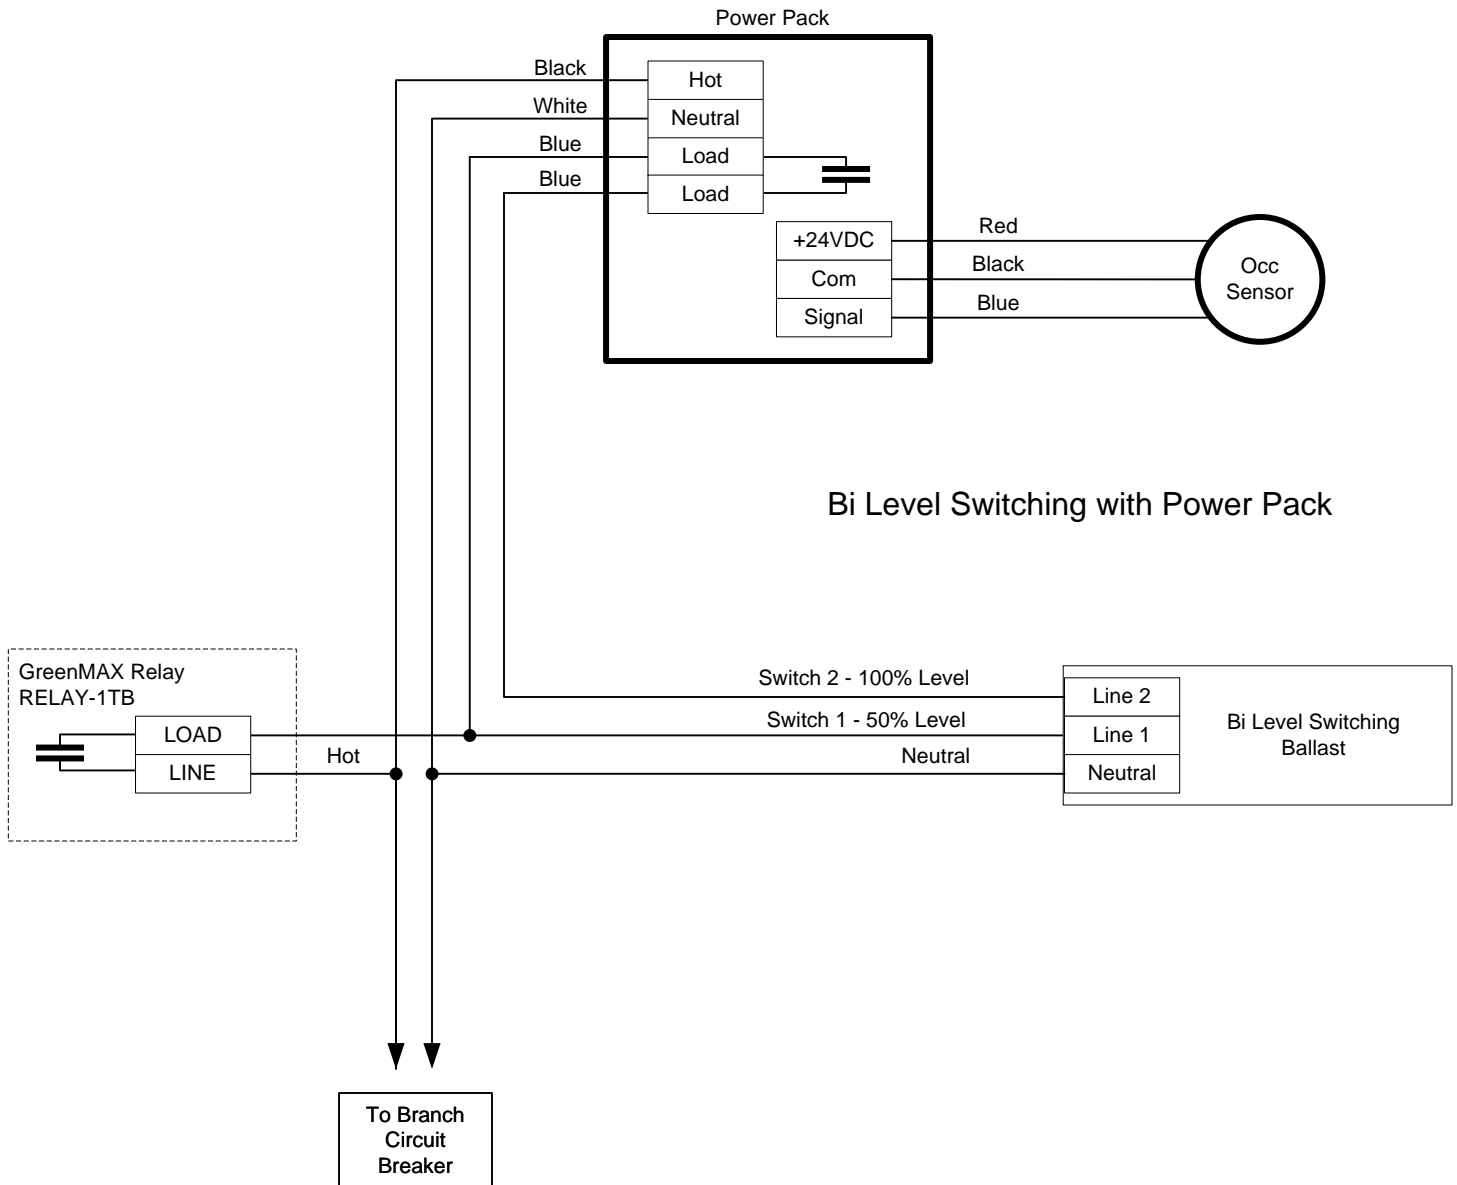 Power Pack
Black
Hot
White
Neutral
Blue
Load
Blue
Load
+24VDC
Red
Com
Black
Signal
Blue
Occ
Sensor
Bi Level Switching with Power Pack
GreenMAX Relay
RELAY-1TB
LOAD
LINE
Hot
Switch 2 - 100% Level
Switch 1 - 50% Level
Neutral
Line 2
Line 1
Neutral
Bi Level Switching
Ballast
To Branch
Circuit
Breaker